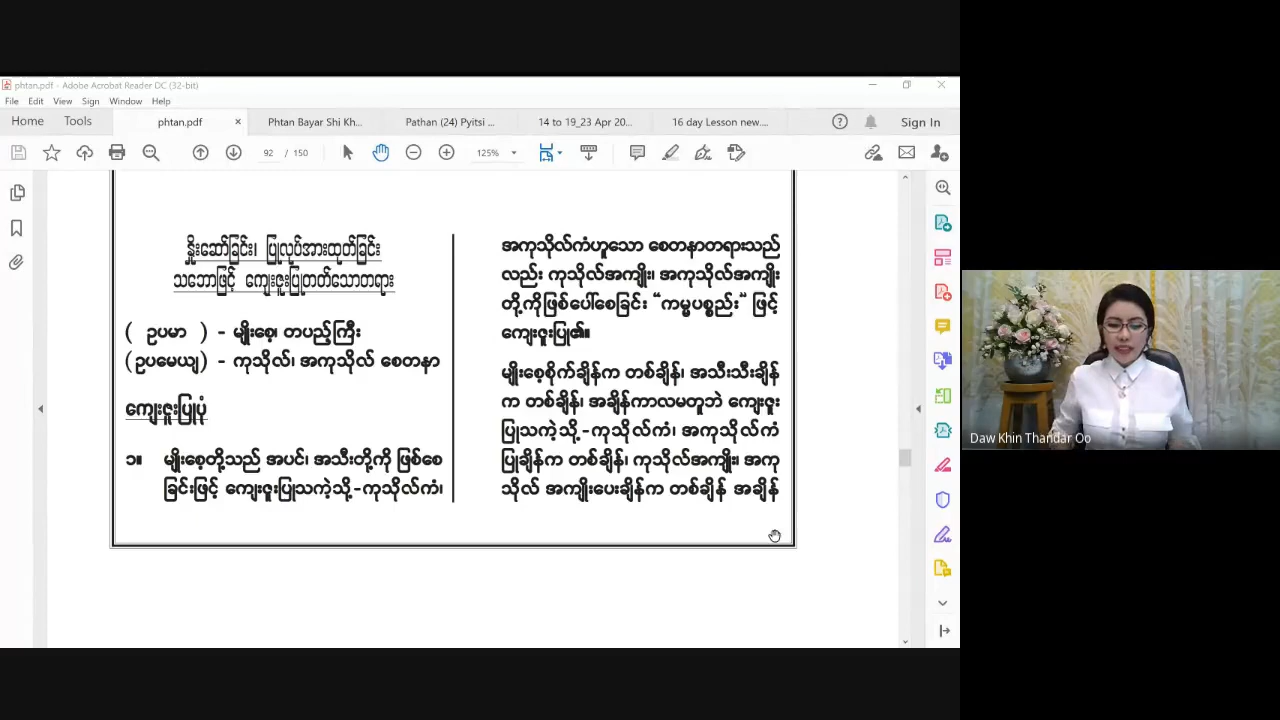 phtan.pdf - Adobe Acrobat Reader DC (32-bit)
File Edit View Sign Window Help
Home Tools phtan.pdf × Phtan Bayar Shi Kh... Pathan (24) Pyitsi ... 14 to 19_23 Apr 20... 16 day Lesson new.... Sign In
92 / 150 125%
နှိုးဆော်ခြင်း၊ ပြုလုပ်အားထုတ်ခြင်း
သဘောဖြင့် ကျေးဇူးပြုတတ်သောတရား
( ဥပမာ ) - မျိုးစေ့၊ တပည့်ကြီး
(ဥပမေယျ) - ကုသိုလ်၊ အကုသိုလ် စေတနာ
ကျေးဇူးပြုပုံ
၁။ မျိုးစေ့တို့သည် အပင်၊ အသီးတို့ကို ဖြစ်စေ
ခြင်းဖြင့် ကျေးဇူးပြုသကဲ့သို့-ကုသိုလ်ကံ၊
အကုသိုလ်ကံဟူသော စေတနာတရားသည်
လည်း ကုသိုလ်အကျိုး၊ အကုသိုလ်အကျိုး
တို့ကိုဖြစ်ပေါ်စေခြင်း “ကမ္မပစ္စည်း” ဖြင့်
ကျေးဇူးပြု၏။
မျိုးစေ့စိုက်ချိန်က တစ်ချိန်၊ အသီးသီးချိန်
က တစ်ချိန်၊ အချိန်ကာလမတူဘဲ ကျေးဇူး
ပြုသကဲ့သို့-ကုသိုလ်ကံ၊ အကုသိုလ်ကံ
ပြုချိန်က တစ်ချိန်၊ ကုသိုလ်အကျိုး၊ အကု
သိုလ် အကျိုးပေးချိန်က တစ်ချိန် အချိန်
Daw Khin Thandar Oo